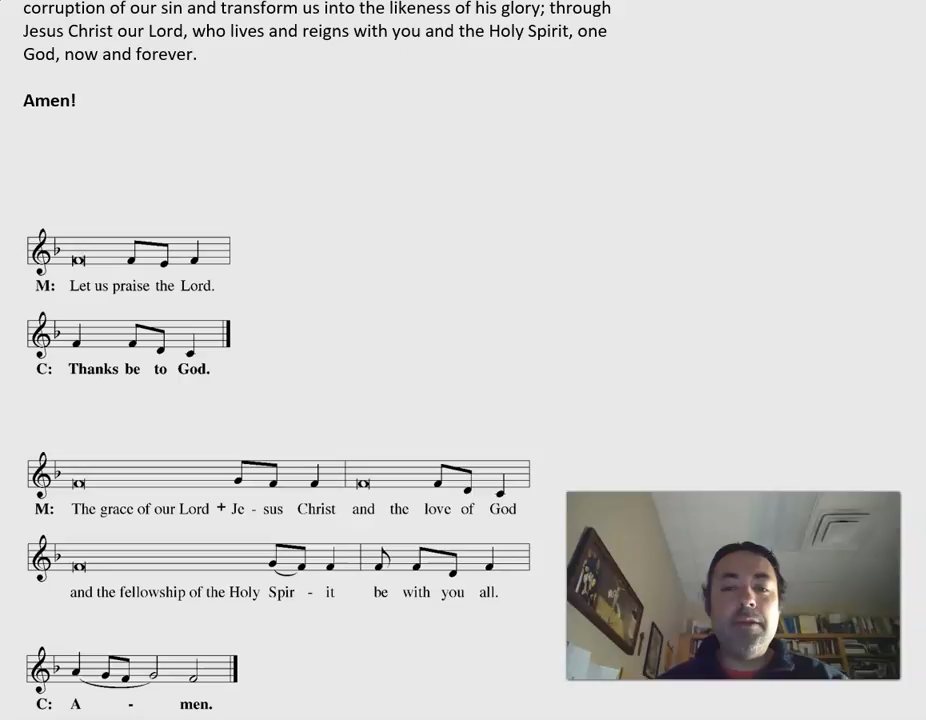 corruption of our sin and transform us into the likeness of his glory; through
Jesus Christ our Lord, who lives and reigns with you and the Holy Spirit, one
God, now and forever.
Amen!
M: Let us praise the Lord.
C: Thanks be to God.
M: The grace of our Lord + Je - sus Christ and the love of God
and the fellowship of the Holy Spir - it be with you all.
C: A - men.